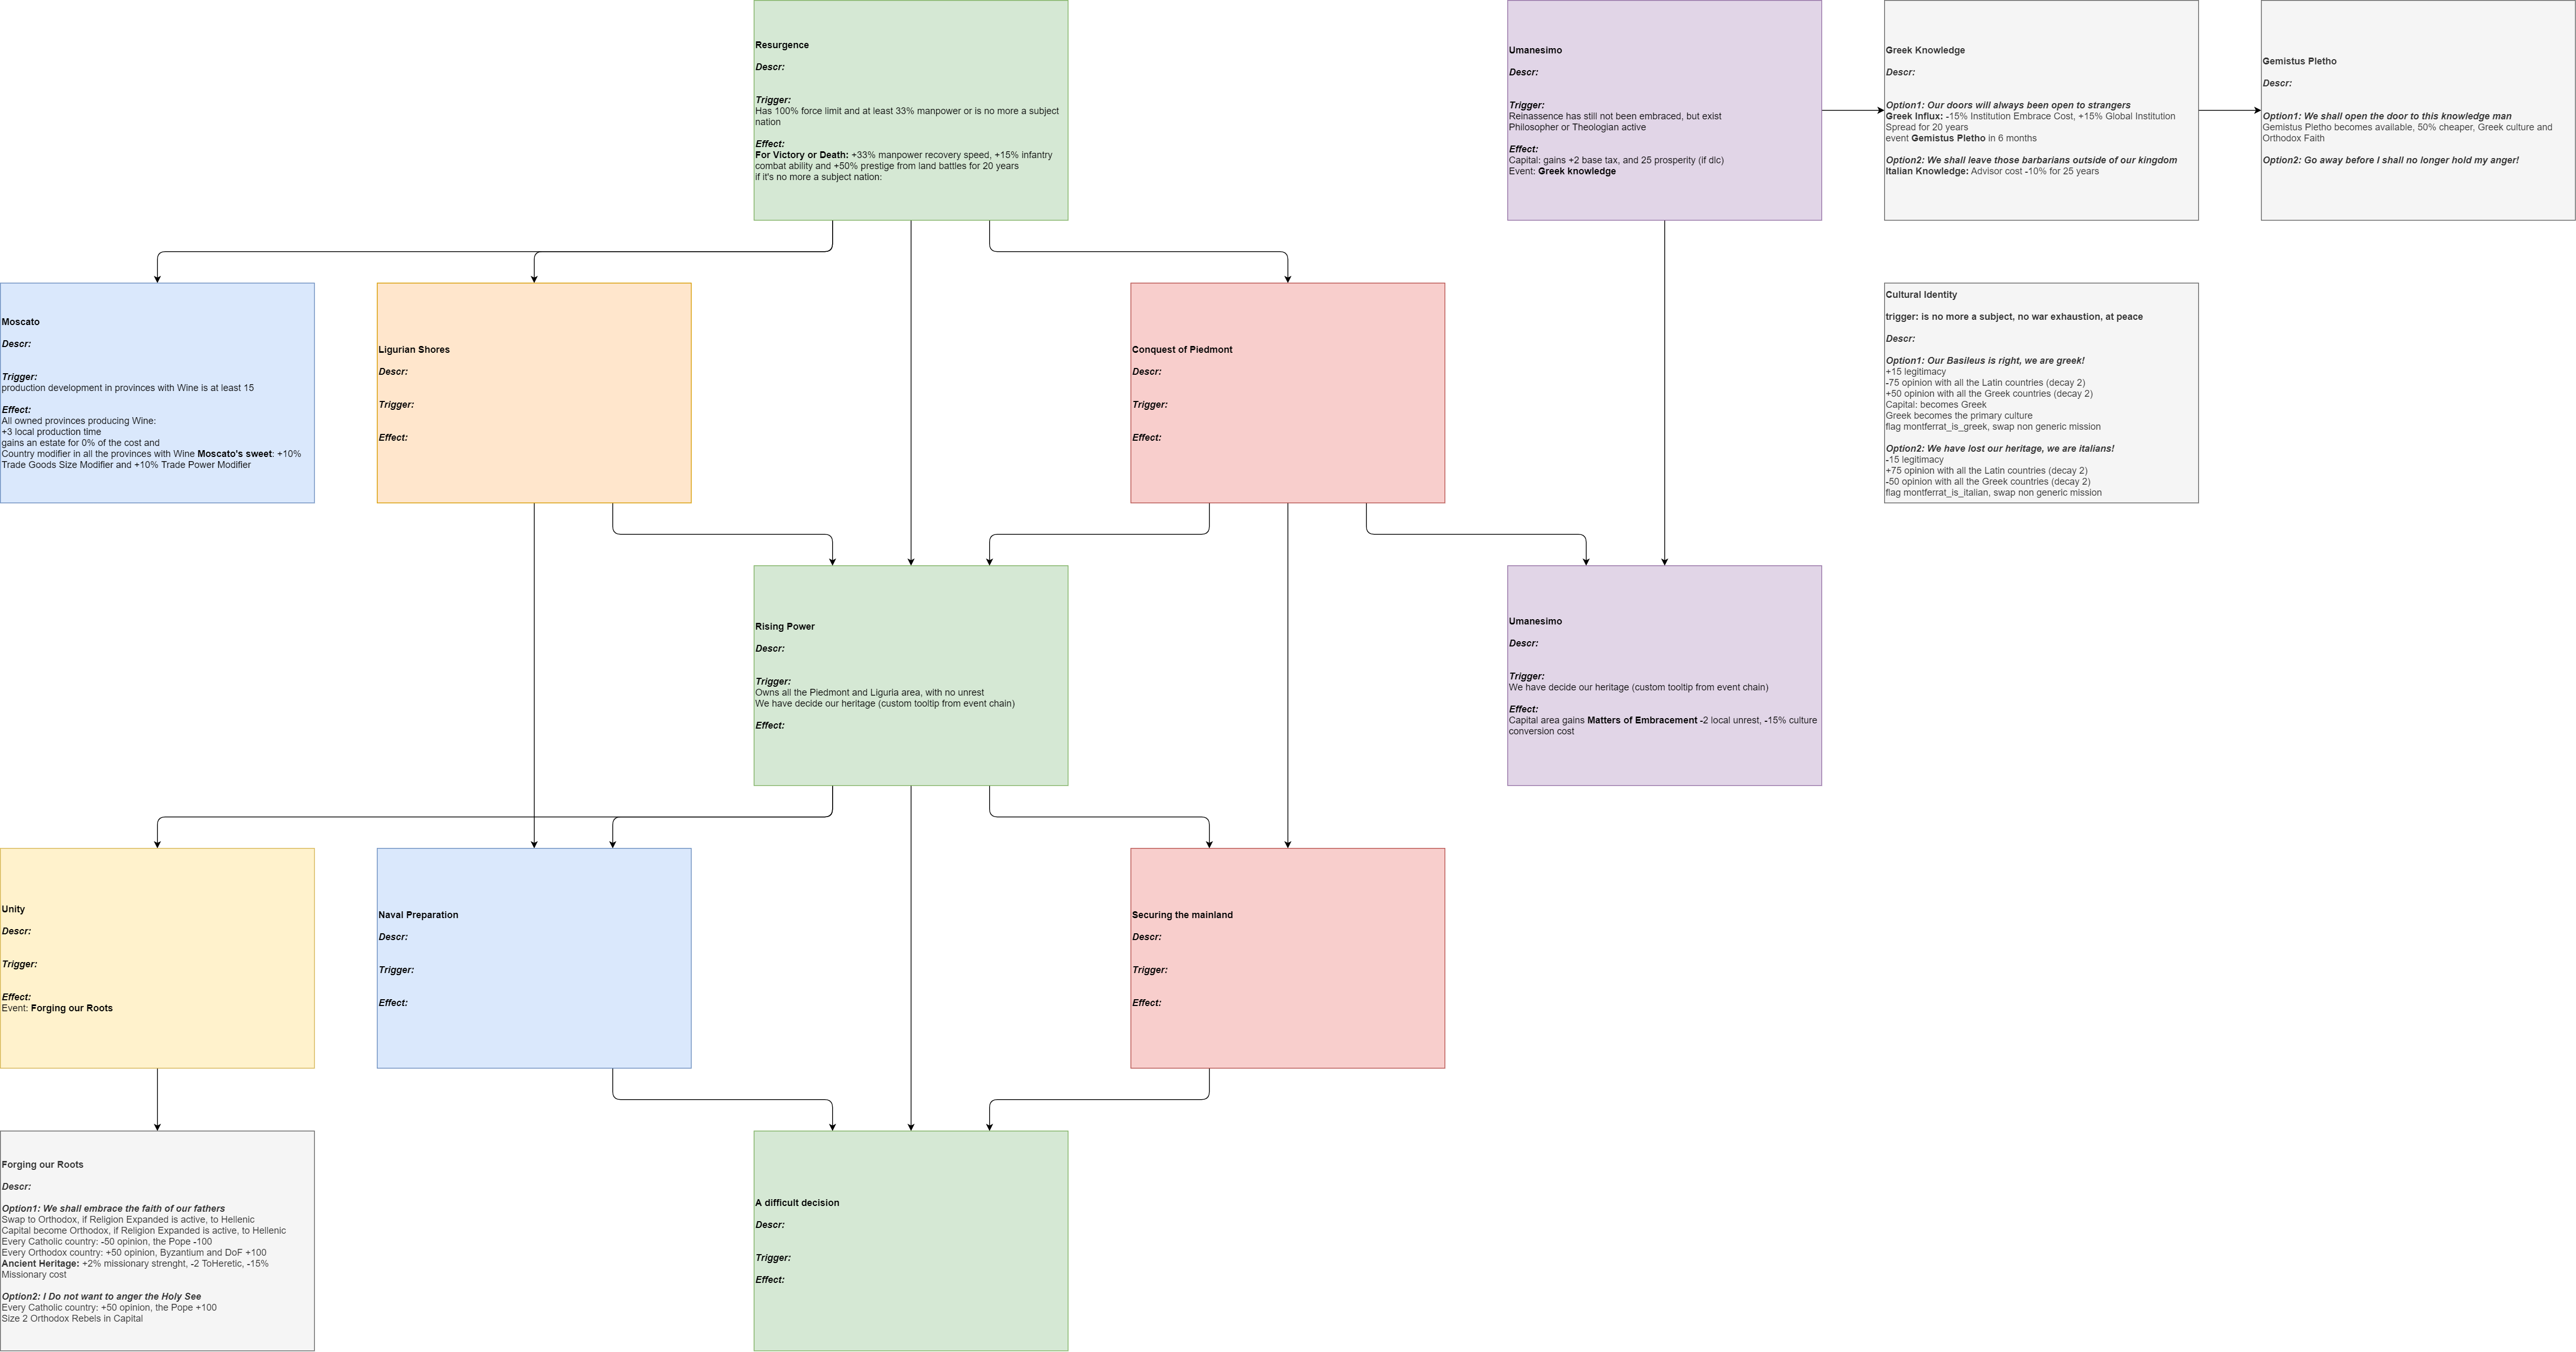 Resurgence
Descr:
Trigger:
Has 100% force limit and at least 33% manpower or is no more a subject
nation
Effect:
For Victory or Death: +33% manpower recovery speed, +15% infantry
combat ability and +50% prestige from land battles for 20 years
if it's no more a subject nation:
Umanesimo
Descr:
Trigger:
Reinassence has still not been embraced, but exist
Philosopher or Theologian active
Effect:
Capital: gains +2 base tax, and 25 prosperity (if dlc)
Event: Greek knowledge
Greek Knowledge
Descr:
Option1: Our doors will always been open to strangers
Greek Influx: -15% Institution Embrace Cost, +15% Global Institution
Spread for 20 years
event Gemistus Pletho in 6 months
Option2: We shall leave those barbarians outside of our kingdom
Italian Knowledge: Advisor cost -10% for 25 years
Gemistus Pletho
Descr:
Option1: We shall open the door to this knowledge man
Gemistus Pletho becomes available, 50% cheaper, Greek culture and
Orthodox Faith
Option2: Go away before I shall no longer hold my anger!
Moscato
Descr:
Trigger:
production development in provinces with Wine is at least 15
Effect:
All owned provinces producing Wine:
+3 local production time
gains an estate for 0% of the cost and
Country modifier in all the provinces with Wine Moscato's sweet: +10%
Trade Goods Size Modifier and +10% Trade Power Modifier
Ligurian Shores
Descr:
Trigger:
Effect:
Conquest of Piedmont
Descr:
Trigger:
Effect:
Cultural Identity
trigger: is no more a subject, no war exhaustion, at peace
Descr:
Option1: Our Basileus is right, we are greek!
+15 legitimacy
-75 opinion with all the Latin countries (decay 2)
+50 opinion with all the Greek countries (decay 2)
Capital: becomes Greek
Greek becomes the primary culture
flag montferrat_is_greek, swap non generic mission
Option2: We have lost our heritage, we are italians!
-15 legitimacy
+75 opinion with all the Latin countries (decay 2)
-50 opinion with all the Greek countries (decay 2)
flag montferrat_is_italian, swap non generic mission
Rising Power
Descr:
Trigger:
Owns all the Piedmont and Liguria area, with no unrest
We have decide our heritage (custom tooltip from event chain)
Effect:
Umanesimo
Descr:
Trigger:
We have decide our heritage (custom tooltip from event chain)
Effect:
Capital area gains Matters of Embracement -2 local unrest, -15% culture
conversion cost
Unity
Descr:
Trigger:
Effect:
Event: Forging our Roots
Naval Preparation
Descr:
Trigger:
Effect:
Securing the mainland
Descr:
Trigger:
Effect:
Forging our Roots
Descr:
Option1: We shall embrace the faith of our fathers
Swap to Orthodox, if Religion Expanded is active, to Hellenic
Capital become Orthodox, if Religion Expanded is active, to Hellenic
Every Catholic country: -50 opinion, the Pope -100
Every Orthodox country: +50 opinion, Byzantium and DoF +100
Ancient Heritage: +2% missionary strenght, -2 ToHeretic, -15%
Missionary cost
Option2: I Do not want to anger the Holy See
Every Catholic country: +50 opinion, the Pope +100
Size 2 Orthodox Rebels in Capital
A difficult decision
Descr:
Trigger:
Effect: